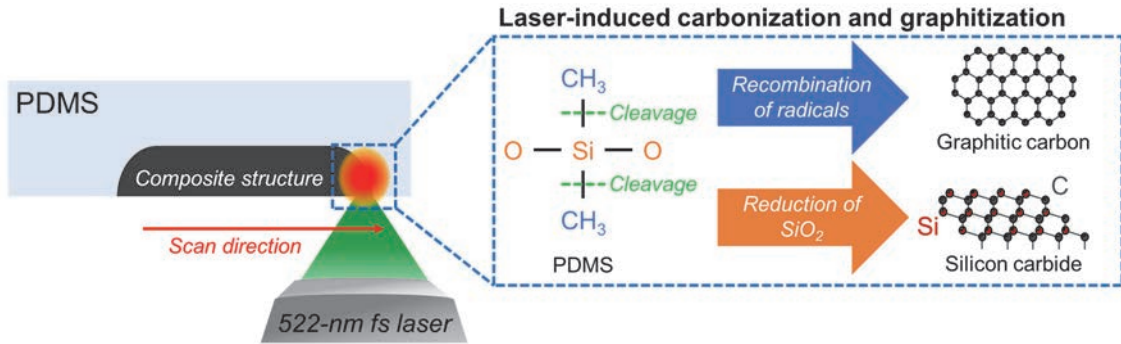 Laser-induced carbonization and graphitization
PDMS
Composite structure
Scan direction
522-nm fs laser
CH₃
Cleavage
O — Si — O
Cleavage
CH₃
PDMS
Recombination
of radicals
Graphitic carbon
Reduction of
SiO₂
C
Si
Silicon carbide